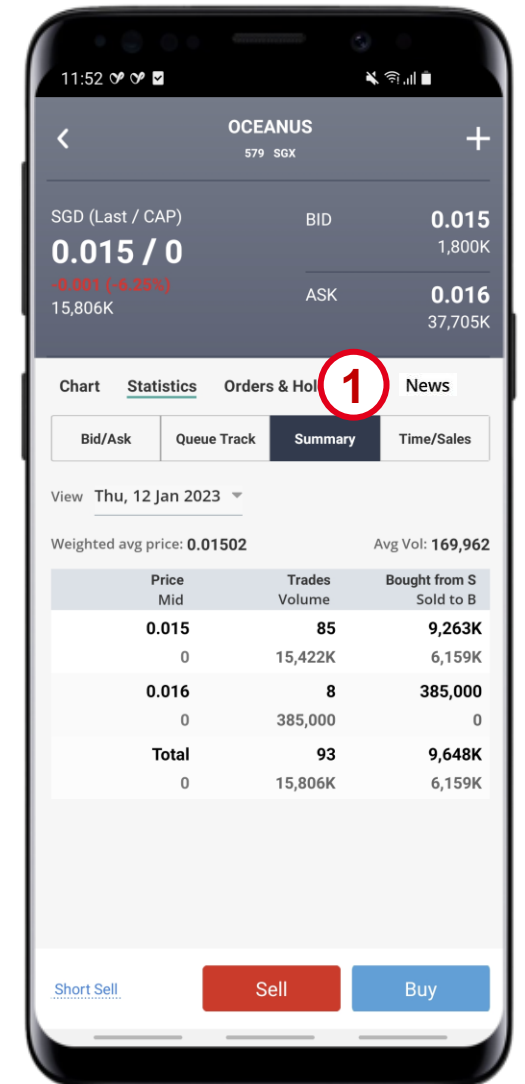 11:52
OCEANUS
579 SGX
SGD (Last / CAP)
0.015 / 0
-0.001 (-6.25%)
15,806K
BID 0.015
1,800K
ASK 0.016
37,705K
Chart Statistics Orders & Hol 1 News
Bid/Ask Queue Track Summary Time/Sales
View Thu, 12 Jan 2023
Weighted avg price: 0.01502 Avg Vol: 169,962
Price Trades Bought from S
Mid Volume Sold to B
0.015 85 9,263K
0 15,422K 6,159K
0.016 8 385,000
0 385,000 0
Total 93 9,648K
0 15,806K 6,159K
Short Sell Sell Buy